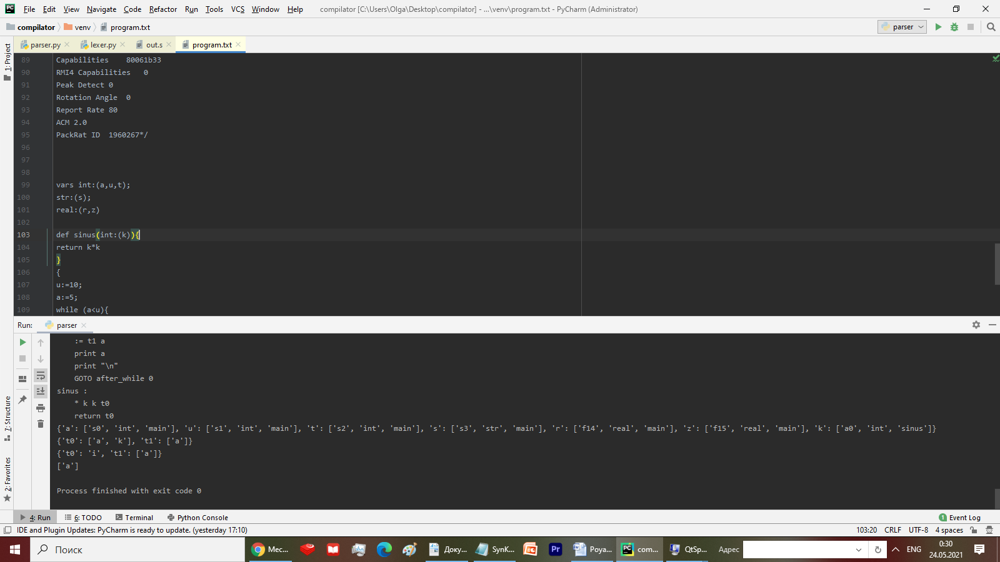 File Edit View Navigate Code Refactor Run Tools VCS Window Help compilator [C:\Users\Olga\Desktop\compilator] - ...\venv\program.txt - PyCharm (Administrator)
compilator venv program.txt parser
parser.py lexer.py out.s program.txt
1: Project
89 Capabilities    80061b33
90 RMI4 Capabilities   0
91 Peak Detect 0
92 Rotation Angle  0
93 Report Rate 80
94 ACM 2.0
95 PackRat ID  1960267*/
96
97
98
99 vars int:(a,u,t);
100 str:(s);
101 real:(r,z)
102
103 def sinus(int:(k)){
104 return k*k
105 }
106 {
107 u:=10;
108 a:=5;
109 while (a<u){
Run: parser
:= t1 a
print a
print "\n"
GOTO after_while 0
sinus :
* k k t0
return t0
{'a': ['s0', 'int', 'main'], 'u': ['s1', 'int', 'main'], 't': ['s2', 'int', 'main'], 's': ['s3', 'str', 'main'], 'r': ['f14', 'real', 'main'], 'z': ['f15', 'real', 'main'], 'k': ['a0', 'int', 'sinus']}
{'t0': ['a', 'k'], 't1': ['a']}
{'t0': 'i', 't1': ['a']}
['a']
Process finished with exit code 0
7: Structure
2: Favorites
4: Run 6: TODO Terminal Python Console 1 Event Log
IDE and Plugin Updates: PyCharm is ready to update. (yesterday 17:10) 103:20 CRLF UTF-8 4 spaces
Поиск Мес... Доку... SynK... Pr Poya... PC com... QtSp... Адрес ENG 0:30
24.05.2021